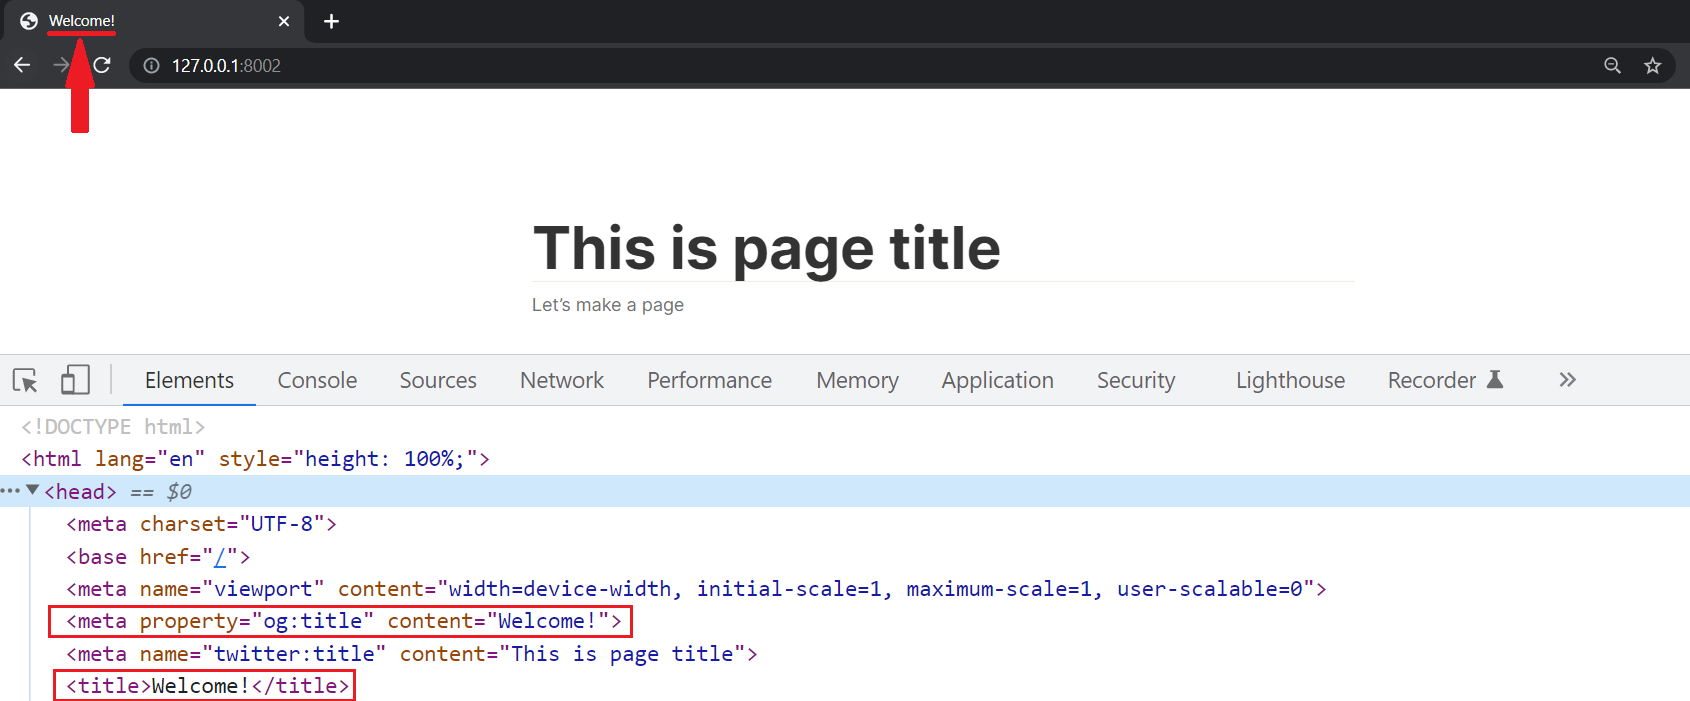 Welcome!
127.0.0.1:8002
This is page title
Let’s make a page
Elements Console Sources Network Performance Memory Application Security Lighthouse Recorder »
<!DOCTYPE html>
<html lang="en" style="height: 100%;">
<head> == $0
<meta charset="UTF-8">
<base href="/">
<meta name="viewport" content="width=device-width, initial-scale=1, maximum-scale=1, user-scalable=0">
<meta property="og:title" content="Welcome!">
<meta name="twitter:title" content="This is page title">
<title>Welcome!</title>